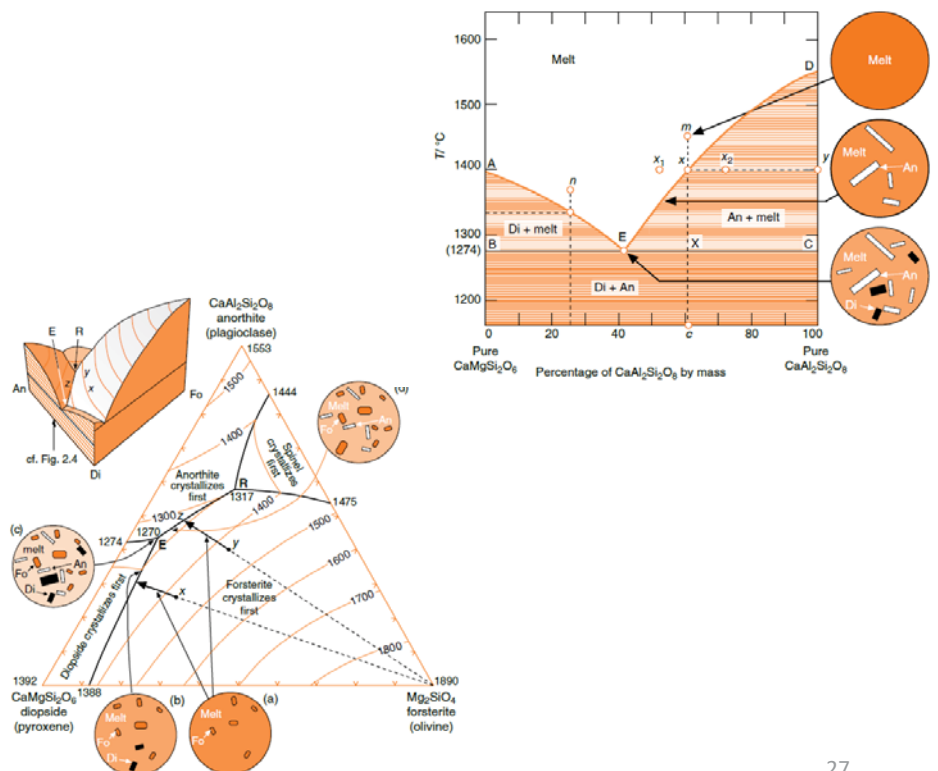 1600
1500
1400
1300
(1274)
1200
T/ °C
Melt
A
B
n
Di + melt
E
m
x₁
x
x₂
y
D
An + melt
X
C
Di + An
0
20
40
60
80
100
c
Pure
CaMgSi₂O₆
Percentage of CaAl₂Si₂O₈ by mass
Pure
CaAl₂Si₂O₈
Melt
Melt
An
Melt
An
Di
E
R
y
z
x
An
Fo
Di
cf. Fig. 2.4
CaAl₂Si₂O₈
anorthite
(plagioclase)
1553
1500
1444
1400
Anorthite
crystallizes
first
Spinel
crystallizes
first
R
1317
1400
1475
1300
z
1270
1274
E
1500
y
1600
x
Forsterite
crystallizes
first
1700
Diopside crystallizes first
1800
1392
1388
1890
CaMgSi₂O₆
diopside
(pyroxene)
Mg₂SiO₄
forsterite
(olivine)
Melt
Fo
An
(c)
melt
Fo
An
Di
(b)
Melt
Fo
Di
(a)
Melt
Fo
27